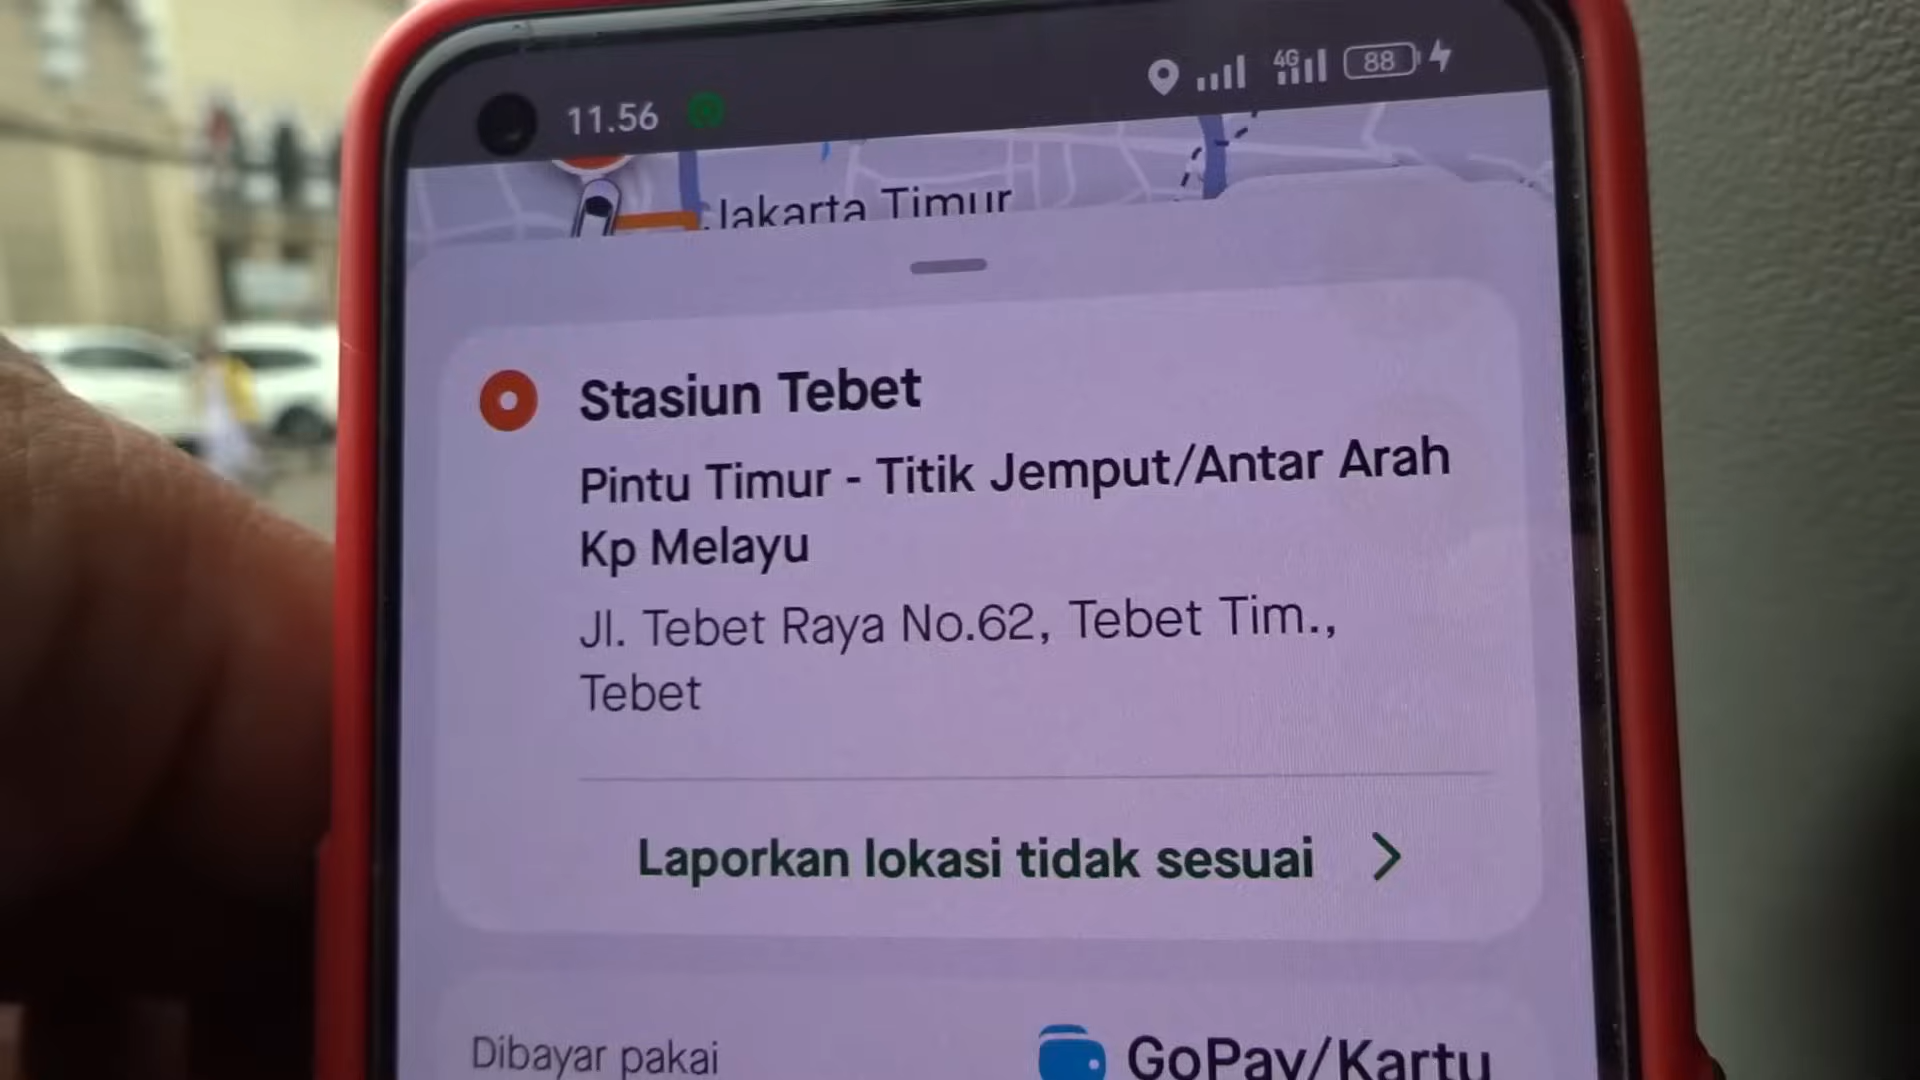 11.56
4G
88
Jakarta Timur
Stasiun Tebet
Pintu Timur - Titik Jemput/Antar Arah
Kp Melayu
Jl. Tebet Raya No.62, Tebet Tim.,
Tebet
Laporkan lokasi tidak sesuai
Dibayar pakai
GoPay/Kartu